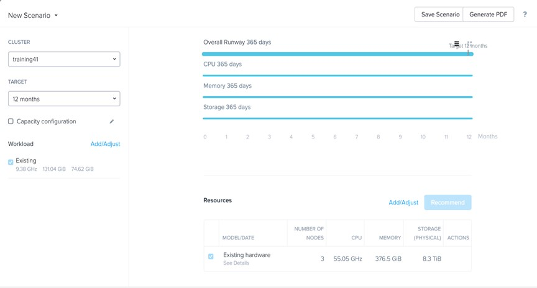 New Scenario
Save Scenario
Generate PDF
?
CLUSTER
training41
TARGET
12 months
Capacity configuration
Workload
Add/Adjust
Existing
9.38 GHz 131.04 GiB 74.62 GiB
Overall Runway 365 days
Target 12 months
CPU 365 days
Memory 365 days
Storage 365 days
0 1 2 3 4 5 6 7 8 9 10 11 12 Months
Resources
Add/Adjust
Recommend
MODEL/DATE NUMBER OF NODES CPU MEMORY STORAGE (PHYSICAL) ACTIONS
Existing hardware 3 55.05 GHz 376.5 GiB 8.3 TiB
See Details